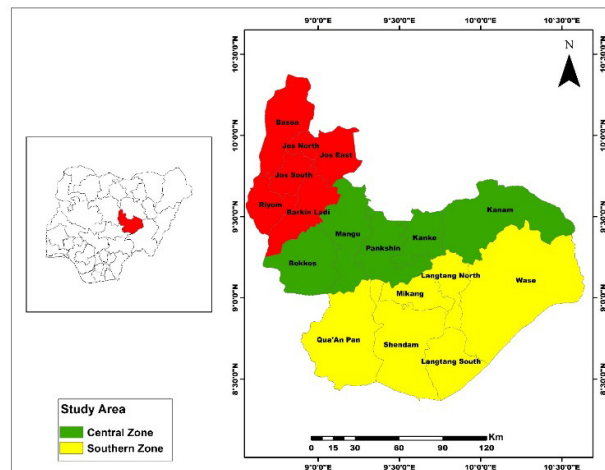 9°0'0"E 9°30'0"E 10°0'0"E 10°30'0"E
N
10°30'0"N 10°30'0"N
10°0'0"N 10°0'0"N
9°30'0"N 9°30'0"N
9°0'0"N 9°0'0"N
8°30'0"N 8°30'0"N
Bassa
Jos North
Jos East
Jos South
Riyom
Barkin Ladi
Kanam
Mangu
Kanke
Pankshin
Bokkos
Langtang North
Wase
Mikang
Qua'An Pan
Shendam
Langtang South
Study Area
Central Zone
Southern Zone
Km
0 15 30 60 90 120
9°0'0"E 9°30'0"E 10°0'0"E 10°30'0"E